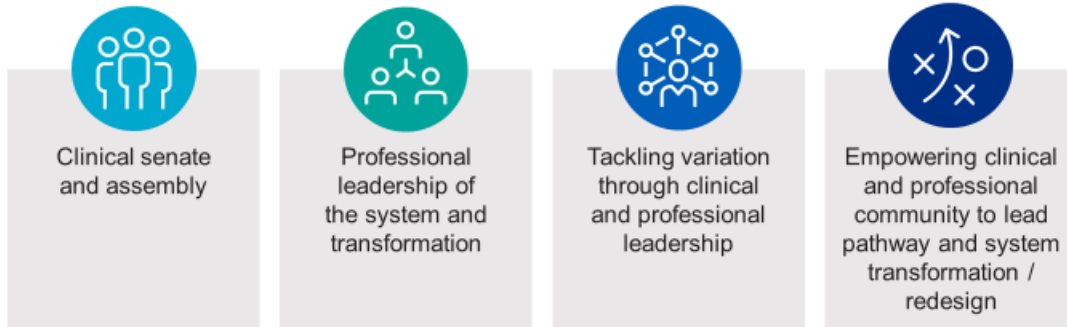 Clinical senate
and assembly
Professional
leadership of
the system and
transformation
Tackling variation
through clinical
and professional
leadership
Empowering clinical
and professional
community to lead
pathway and system
transformation /
redesign